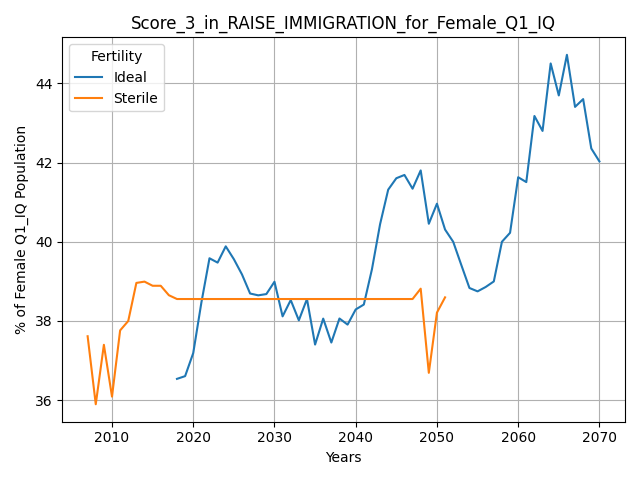 Score_3_in_RAISE_IMMIGRATION_for_Female_Q1_IQ
Fertility
Ideal
Sterile
% of Female Q1_IQ Population
44
42
40
38
36
2010 2020 2030 2040 2050 2060 2070
Years